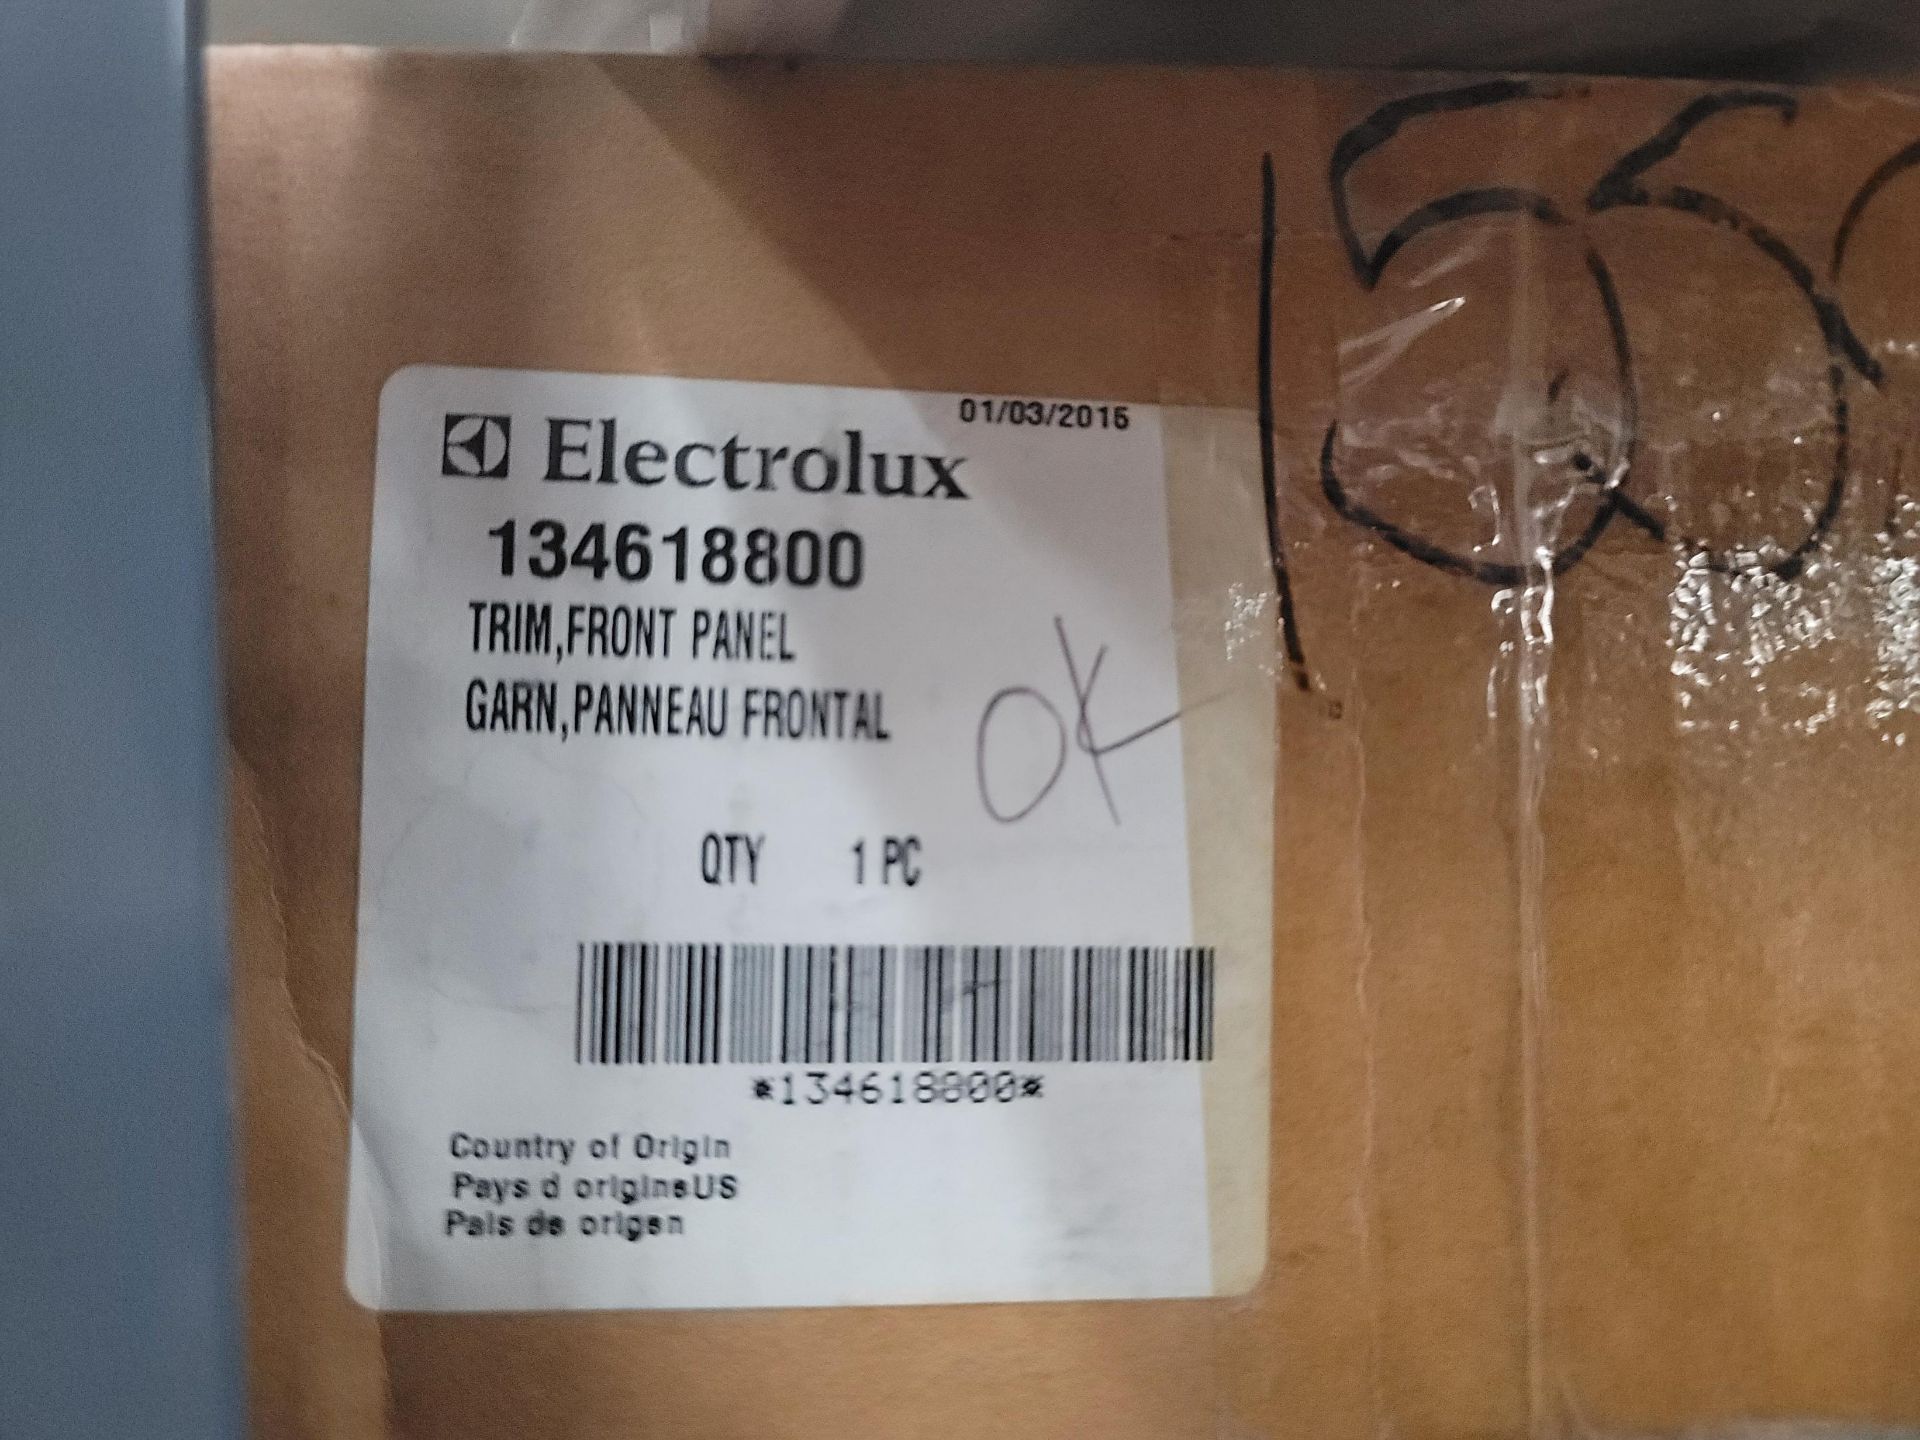 01/03/2015
Electrolux
134618800
TRIM,FRONT PANEL
GARN,PANNEAU FRONTAL
OK
QTY 1 PC
*134618800*
Country of Origin
Pays d origineUS
Pais de origen